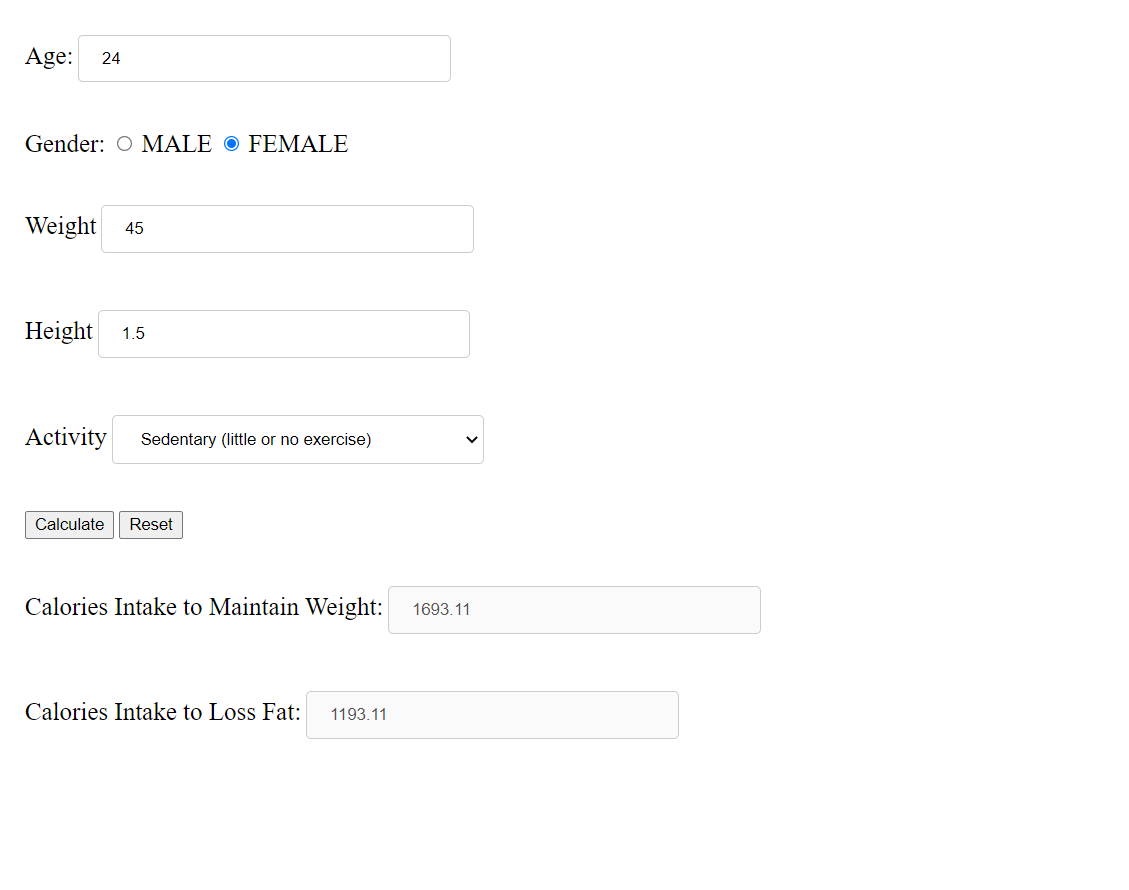 Age: 24
Gender: MALE FEMALE
Weight 45
Height 1.5
Activity Sedentary (little or no exercise)
Calculate Reset
Calories Intake to Maintain Weight: 1693.11
Calories Intake to Loss Fat: 1193.11